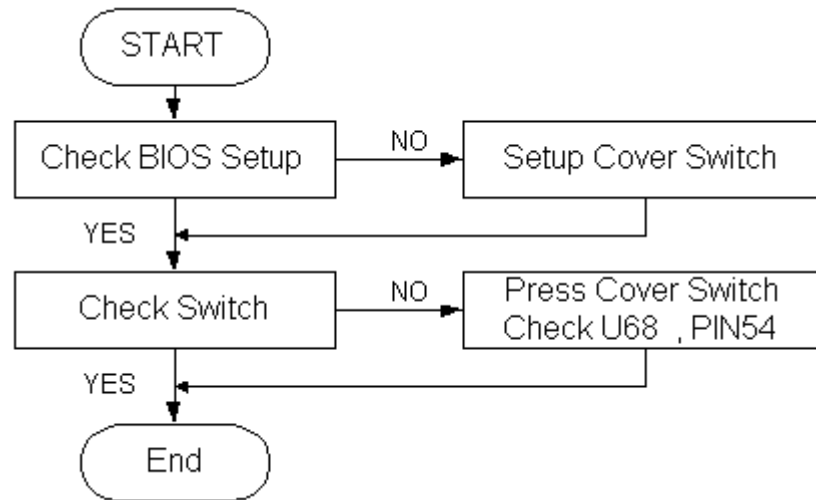 START
Check BIOS Setup
NO
Setup Cover Switch
YES
Check Switch
NO
Press Cover Switch
Check U68 , PIN54
YES
End